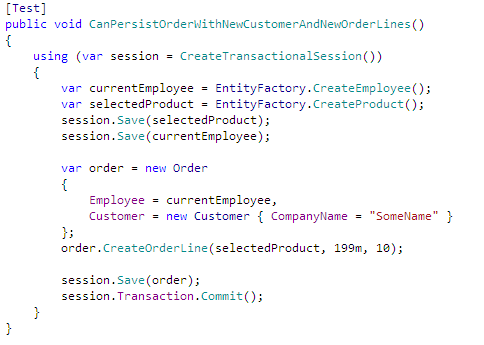 [Test]
public void CanPersistOrderWithNewCustomerAndNewOrderLines()
{
    using (var session = CreateTransactionalSession())
    {
        var currentEmployee = EntityFactory.CreateEmployee();
        var selectedProduct = EntityFactory.CreateProduct();
        session.Save(selectedProduct);
        session.Save(currentEmployee);

        var order = new Order
        {
            Employee = currentEmployee,
            Customer = new Customer { CompanyName = "SomeName" }
        };
        order.CreateOrderLine(selectedProduct, 199m, 10);

        session.Save(order);
        session.Transaction.Commit();
    }
}